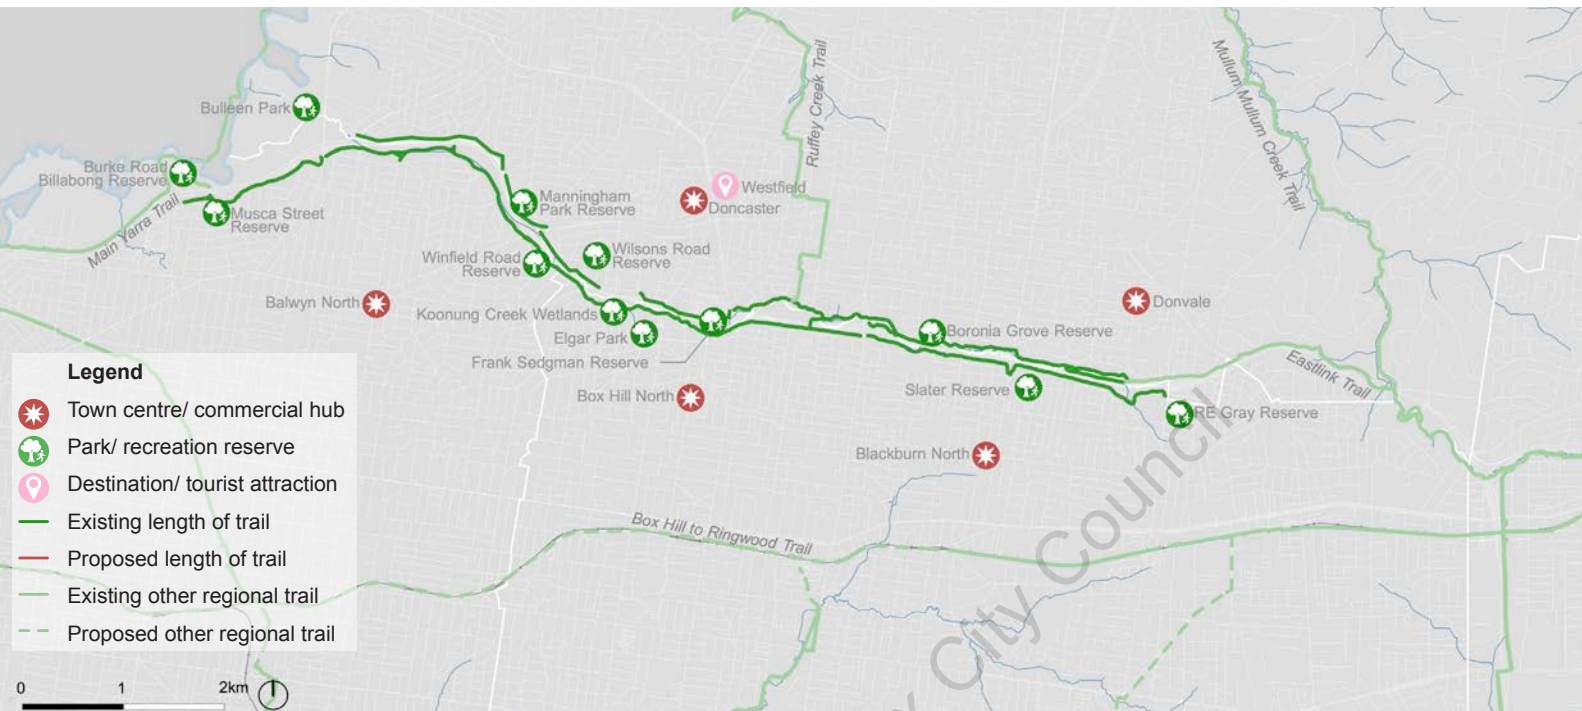 Ruffey Creek Trail
Mullum Mullum Creek Trail
Bulleen Park
Burke Road
Billabong Reserve
Main Yarra Trail
Musca Street
Reserve
Manningham
Park Reserve
Westfield
Doncaster
Winfield Road
Reserve
Wilsons Road
Reserve
Balwyn North
Koonung Creek Wetlands
Elgar Park
Frank Sedgman Reserve
Donvale
Boronia Grove Reserve
Eastlink Trail
Slater Reserve
RE Gray Reserve
Box Hill North
Blackburn North
Box Hill to Ringwood Trail
Legend
Town centre/ commercial hub
Park/ recreation reserve
Destination/ tourist attraction
Existing length of trail
Proposed length of trail
Existing other regional trail
Proposed other regional trail
0 1 2km
City Council